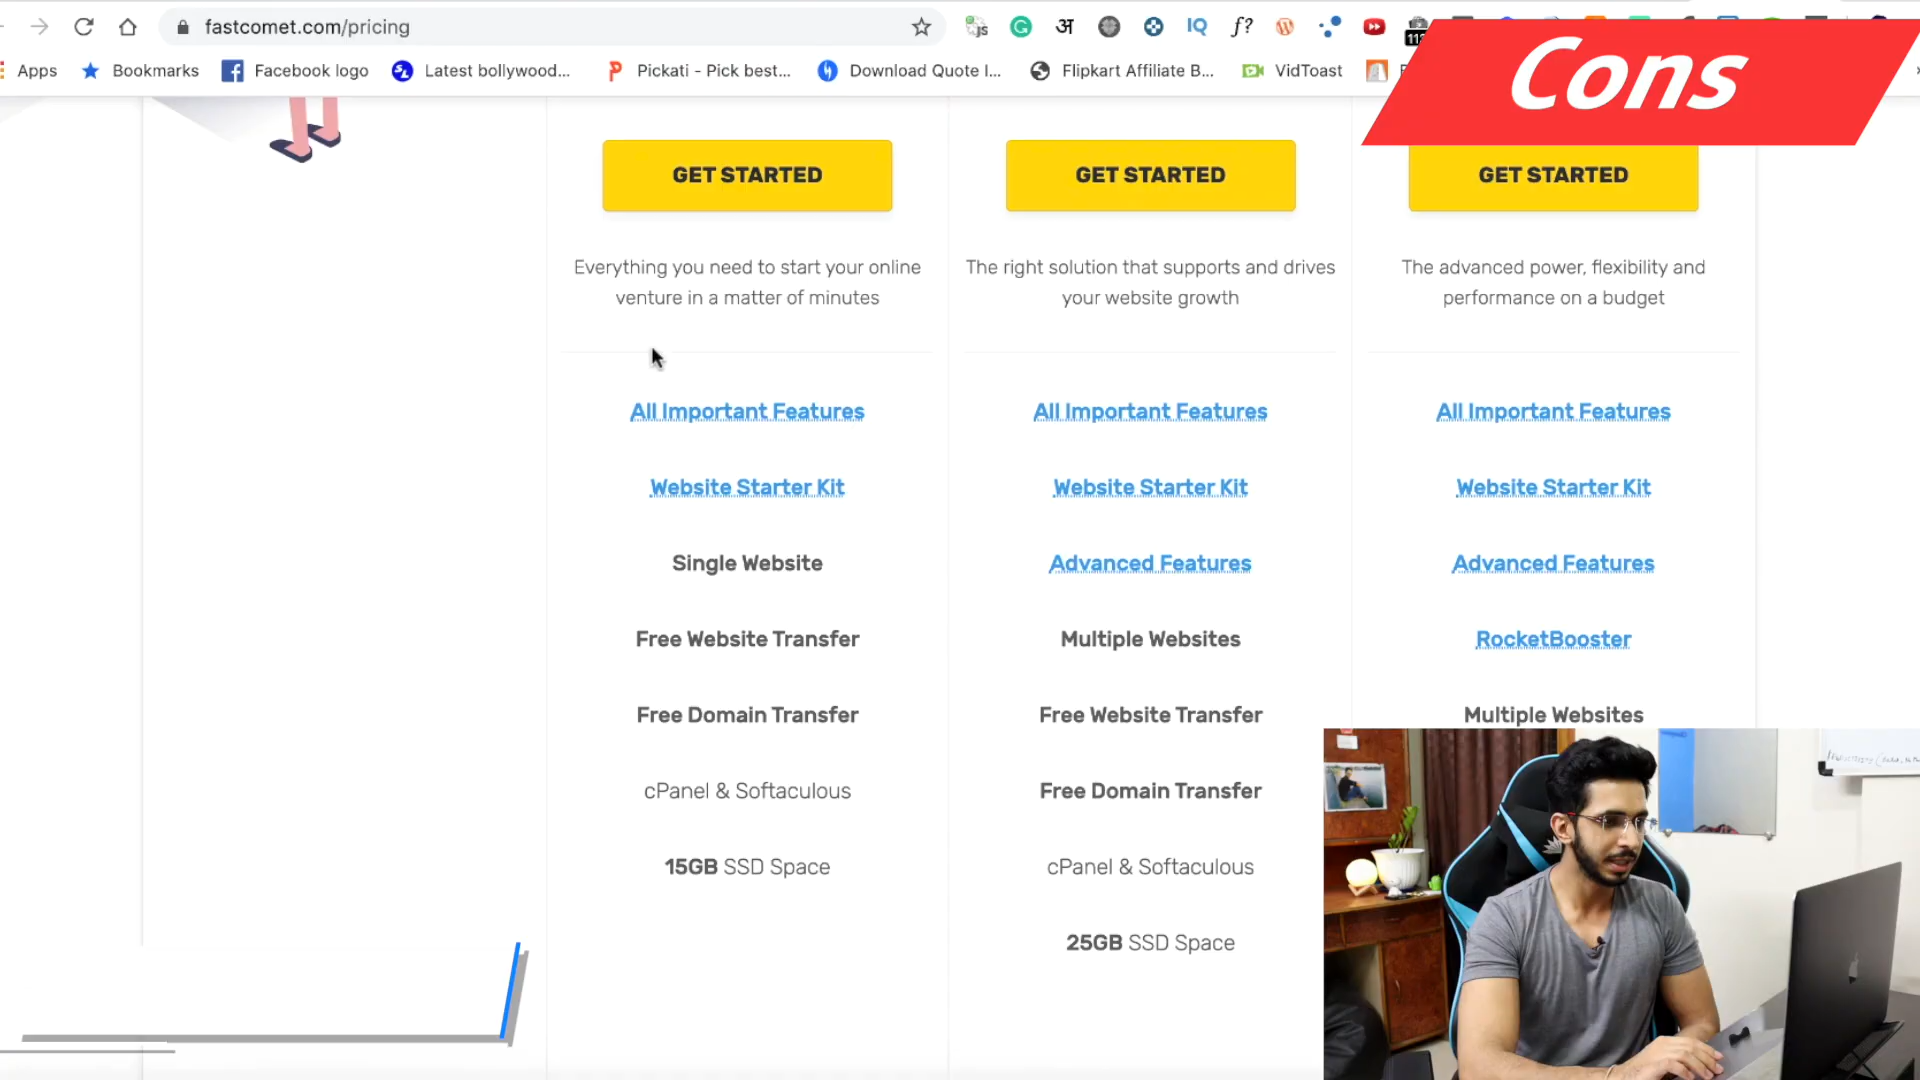 fastcomet.com/pricing
अ
IQ
f?
Apps
Bookmarks
Facebook logo
Latest bollywood...
Pickati - Pick best...
Download Quote I...
Flipkart Affiliate B...
VidToast
Cons
GET STARTED
GET STARTED
GET STARTED
Everything you need to start your online
venture in a matter of minutes
The right solution that supports and drives
your website growth
The advanced power, flexibility and
performance on a budget
All Important Features
All Important Features
All Important Features
Website Starter Kit
Website Starter Kit
Website Starter Kit
Single Website
Advanced Features
Advanced Features
Free Website Transfer
Multiple Websites
RocketBooster
Free Domain Transfer
Free Website Transfer
Multiple Websites
cPanel & Softaculous
Free Domain Transfer
15GB SSD Space
cPanel & Softaculous
25GB SSD Space